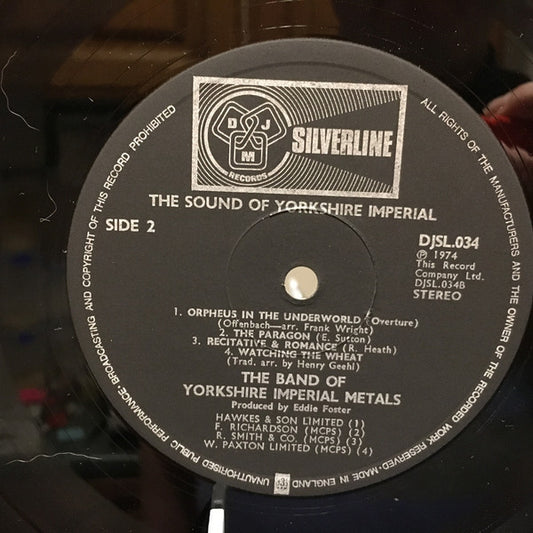 D J M
RECORDS
SILVERLINE
THE SOUND OF YORKSHIRE IMPERIAL
SIDE 2
DJSL.034
℗ 1974
This Record
Company Ltd.
DJSL.034B
STEREO
1. ORPHEUS IN THE UNDERWORLD (Overture)
(Offenbach—arr. Frank Wright)
2. THE PARAGON (E. Sutton)
3. RECITATIVE & ROMANCE (R. Heath)
4. WATCHING THE WHEAT
(Trad. arr. by Henry Geehl)
THE BAND OF
YORKSHIRE IMPERIAL METALS
Produced by Eddie Foster
HAWKES & SON LIMITED (1)
F. RICHARDSON (MCPS) (2)
R. SMITH & CO. (MCPS) (3)
W. PAXTON LIMITED (MCPS) (4)
ALL RIGHTS OF THE MANUFACTURERS AND THE OWNER OF THE RECORDED WORK RESERVED·MADE IN ENGLAND
UNAUTHORISED PUBLIC PERFORMANCE·BROADCASTING AND COPYRIGHT OF THIS RECORD PROHIBITED